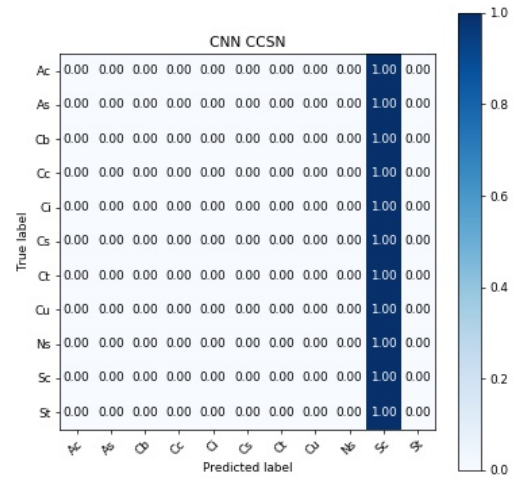 CNN CCSN
1.0
Ac 0.00 0.00 0.00 0.00 0.00 0.00 0.00 0.00 0.00 1.00 0.00
As 0.00 0.00 0.00 0.00 0.00 0.00 0.00 0.00 0.00 1.00 0.00
0.8
Cb 0.00 0.00 0.00 0.00 0.00 0.00 0.00 0.00 0.00 1.00 0.00
Cc 0.00 0.00 0.00 0.00 0.00 0.00 0.00 0.00 0.00 1.00 0.00
0.6
Ci 0.00 0.00 0.00 0.00 0.00 0.00 0.00 0.00 0.00 1.00 0.00
True label
Cs 0.00 0.00 0.00 0.00 0.00 0.00 0.00 0.00 0.00 1.00 0.00
Ct 0.00 0.00 0.00 0.00 0.00 0.00 0.00 0.00 0.00 1.00 0.00
0.4
Cu 0.00 0.00 0.00 0.00 0.00 0.00 0.00 0.00 0.00 1.00 0.00
Ns 0.00 0.00 0.00 0.00 0.00 0.00 0.00 0.00 0.00 1.00 0.00
Sc 0.00 0.00 0.00 0.00 0.00 0.00 0.00 0.00 0.00 1.00 0.00
0.2
St 0.00 0.00 0.00 0.00 0.00 0.00 0.00 0.00 0.00 1.00 0.00
Ac As Cb Cc Ci Cs Ct Cu Ns Sc St
Predicted label
0.0